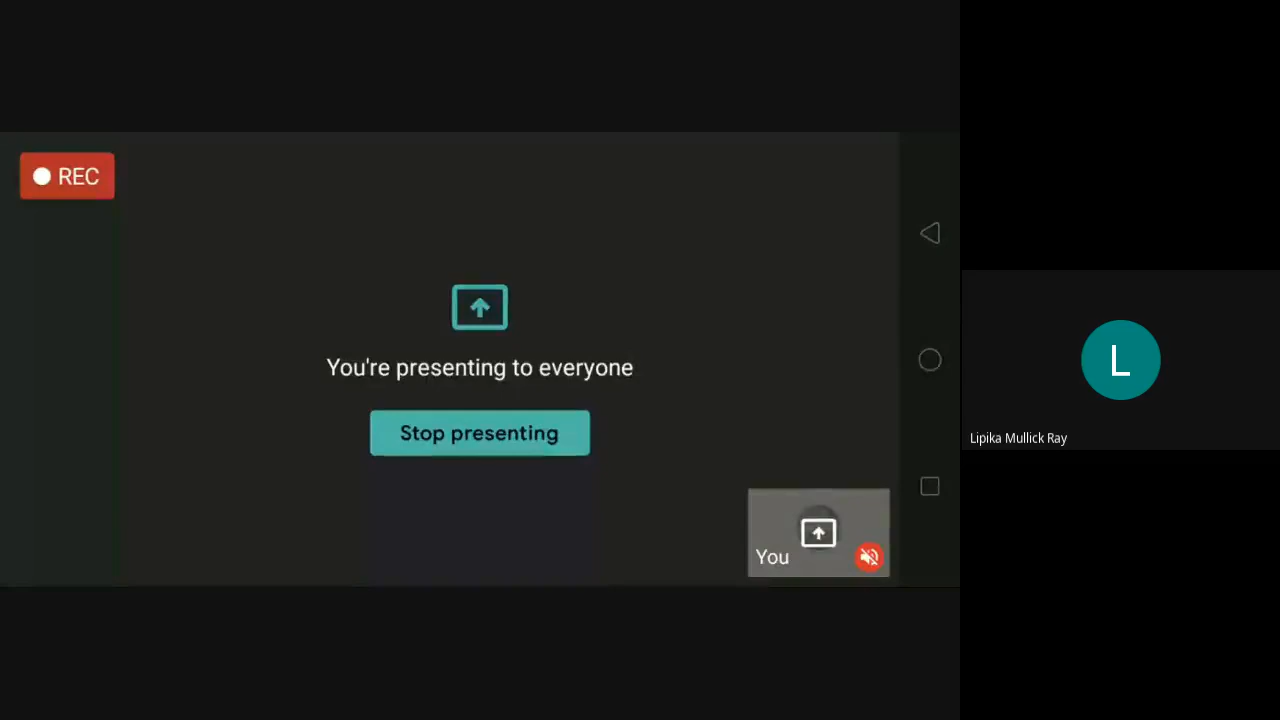 REC
You're presenting to everyone
Stop presenting
You
L
Lipika Mullick Ray